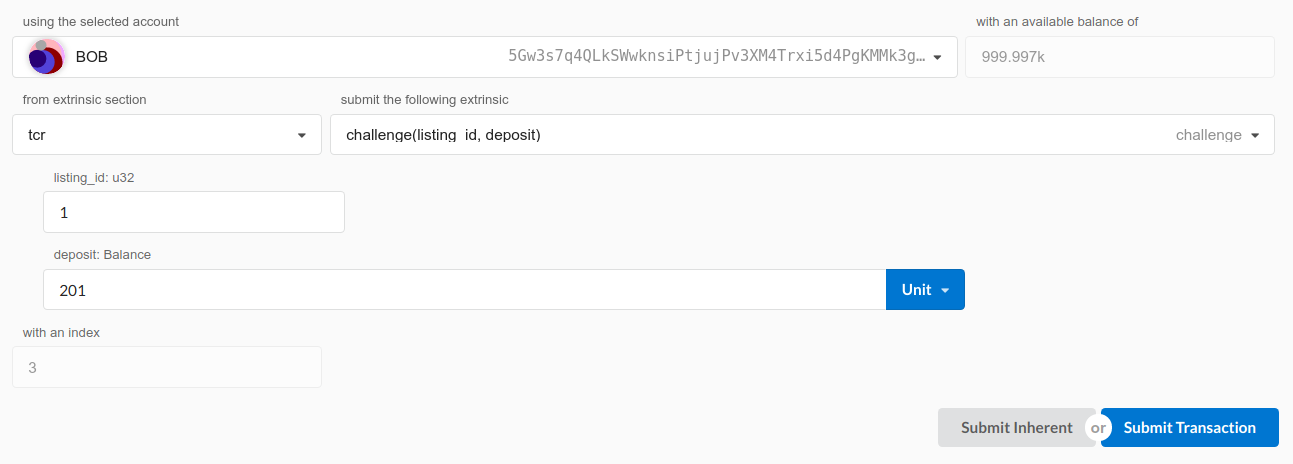 using the selected account
with an available balance of
BOB
5Gw3s7q4QLkSWwknsiPtjujPv3XM4Trxi5d4PgKMMk3g…
999.997k
from extrinsic section
submit the following extrinsic
tcr
challenge(listing_id, deposit)
challenge
listing_id: u32
1
deposit: Balance
201
Unit
with an index
3
Submit Inherent
or
Submit Transaction